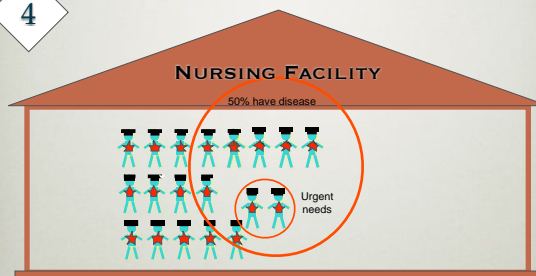 4
NURSING FACILITY
50% have disease
Urgent
needs